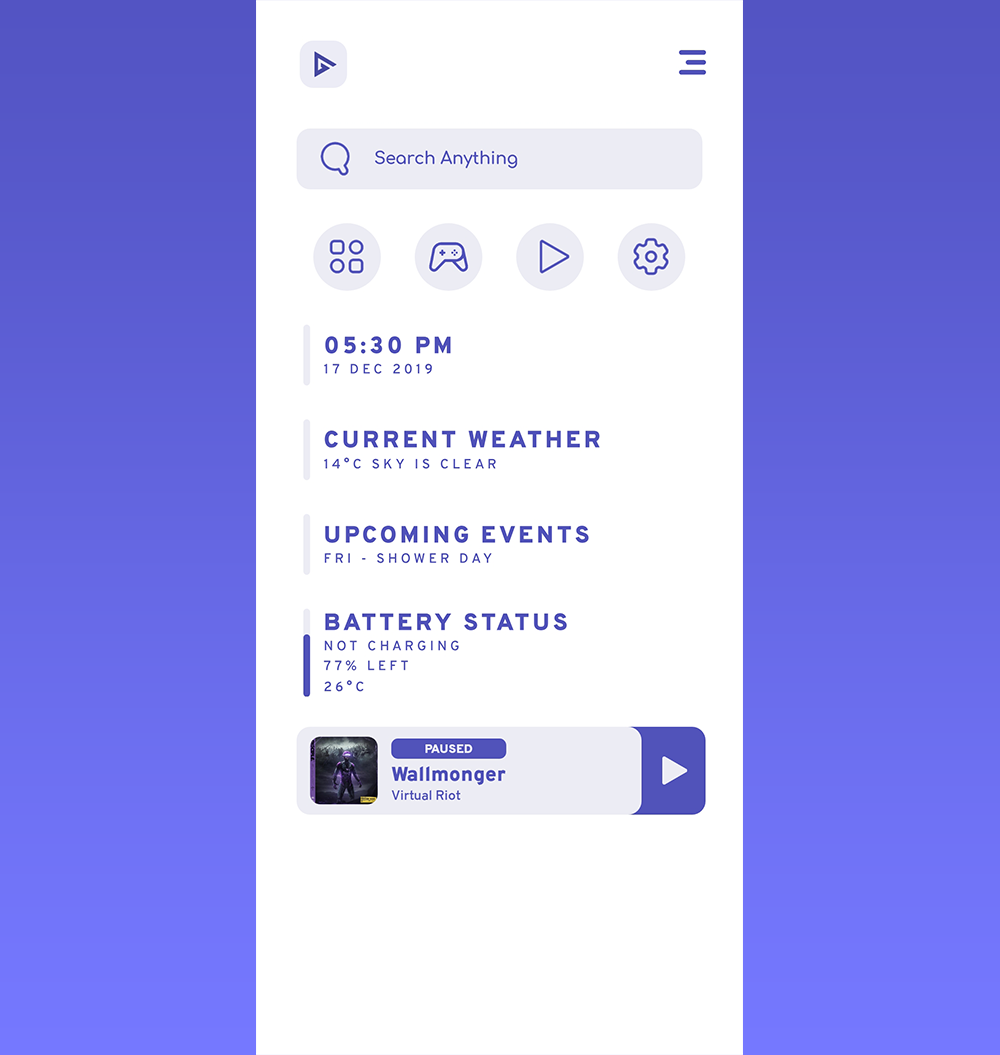 Search Anything
05:30 PM
17 DEC 2019
CURRENT WEATHER
14°C SKY IS CLEAR
UPCOMING EVENTS
FRI - SHOWER DAY
BATTERY STATUS
NOT CHARGING
77% LEFT
26°C
PAUSED
Wallmonger
Virtual Riot